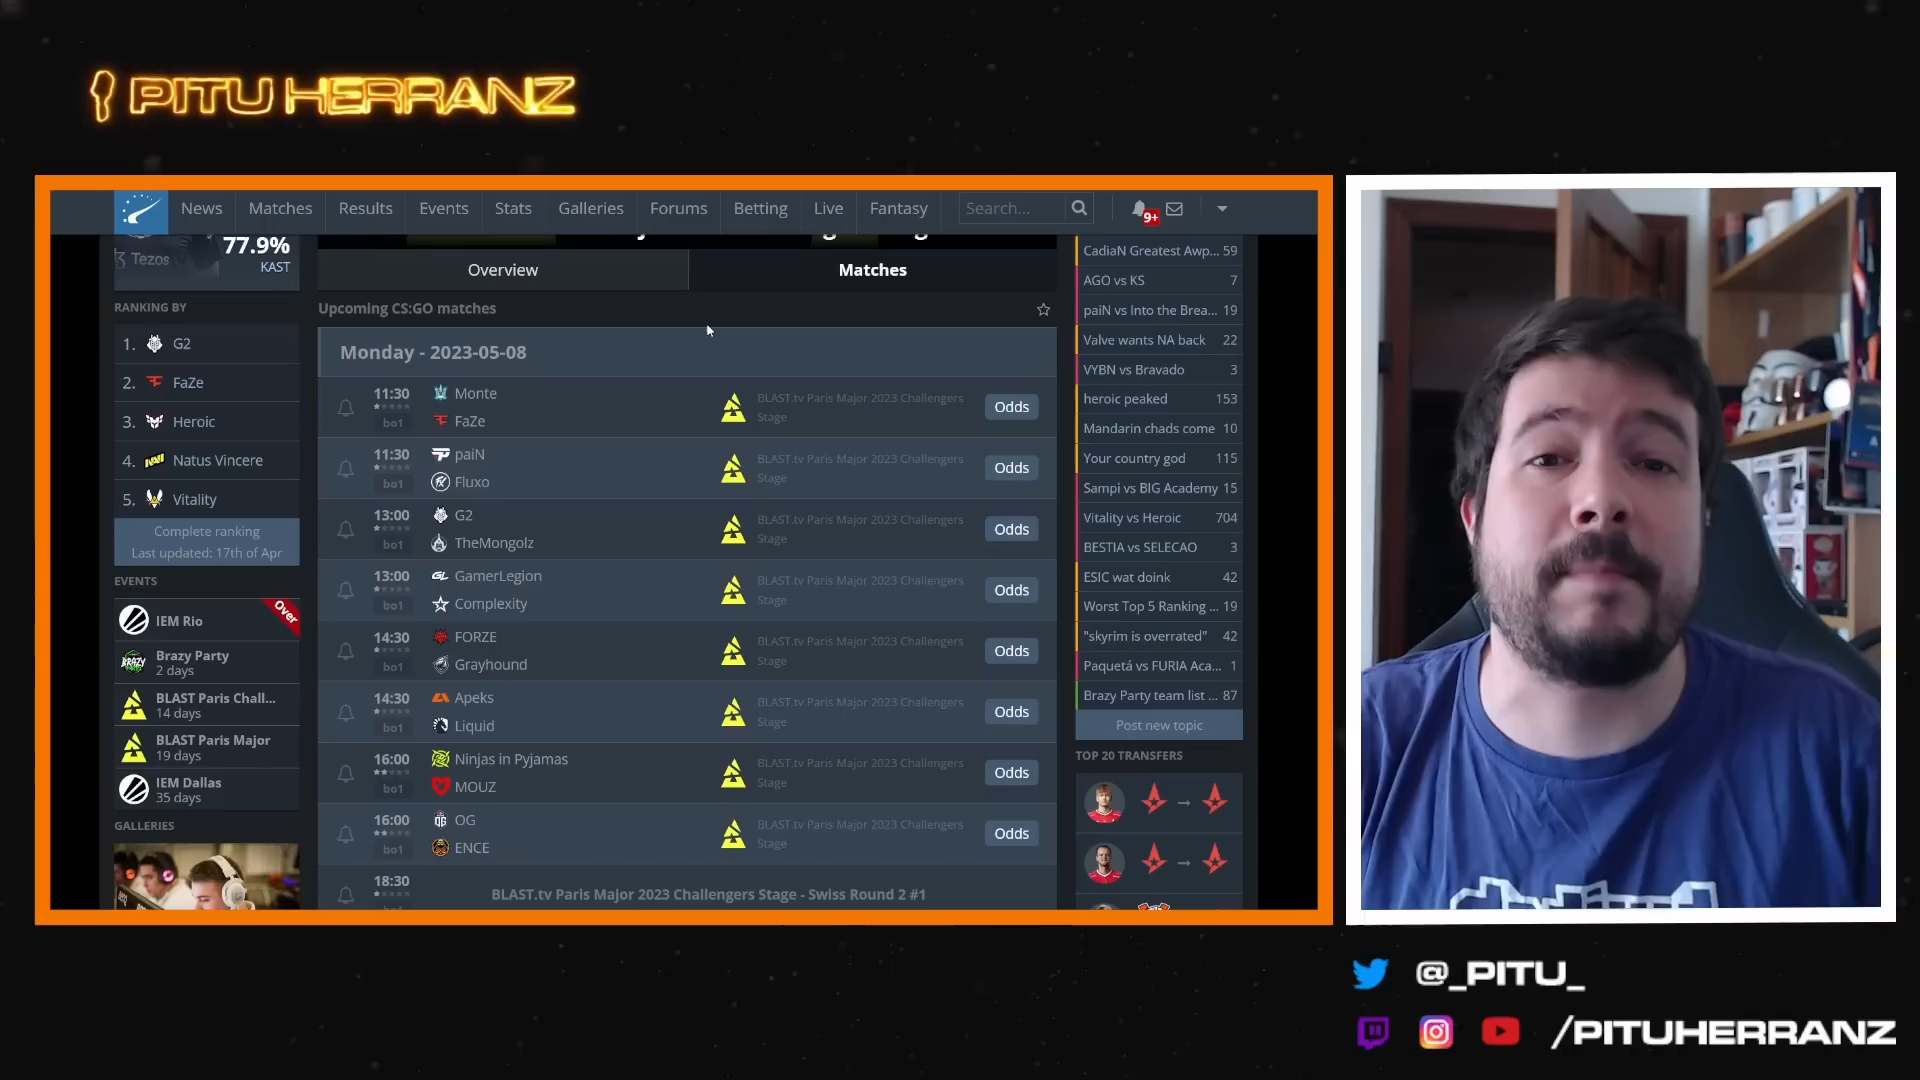 PITU HERRANZ
News Matches Results Events Stats Galleries Forums Betting Live Fantasy Search... 9+
Tezos 77.9%
KAST
RANKING BY
1. G2
2. FaZe
3. Heroic
4. Natus Vincere
5. Vitality
Complete ranking
Last updated: 17th of Apr
EVENTS
IEM Rio Over
Brazy Party
2 days
BLAST Paris Chall...
14 days
BLAST Paris Major
19 days
IEM Dallas
35 days
GALLERIES
Overview Matches
Upcoming CS:GO matches
Monday - 2023-05-08
11:30 Monte BLAST.tv Paris Major 2023 Challengers Odds
bo1 FaZe Stage
11:30 paiN BLAST.tv Paris Major 2023 Challengers Odds
bo1 Fluxo Stage
13:00 G2 BLAST.tv Paris Major 2023 Challengers Odds
bo1 TheMongolz Stage
13:00 GamerLegion BLAST.tv Paris Major 2023 Challengers Odds
bo1 Complexity Stage
14:30 FORZE BLAST.tv Paris Major 2023 Challengers Odds
bo1 Grayhound Stage
14:30 Apeks BLAST.tv Paris Major 2023 Challengers Odds
bo1 Liquid Stage
16:00 Ninjas in Pyjamas BLAST.tv Paris Major 2023 Challengers Odds
bo1 MOUZ Stage
16:00 OG BLAST.tv Paris Major 2023 Challengers Odds
bo1 ENCE Stage
18:30 BLAST.tv Paris Major 2023 Challengers Stage - Swiss Round 2 #1
CadiaN Greatest Awp... 59
AGO vs KS 7
paiN vs Into the Brea... 19
Valve wants NA back 22
VYBN vs Bravado 3
heroic peaked 153
Mandarin chads come 10
Your country god 115
Sampi vs BIG Academy 15
Vitality vs Heroic 704
BESTIA vs SELECAO 3
ESIC wat doink 42
Worst Top 5 Ranking ... 19
"skyrim is overrated" 42
Paquetá vs FURIA Aca... 1
Brazy Party team list ... 87
Post new topic
TOP 20 TRANSFERS
@_PITU_
/PITUHERRANZ